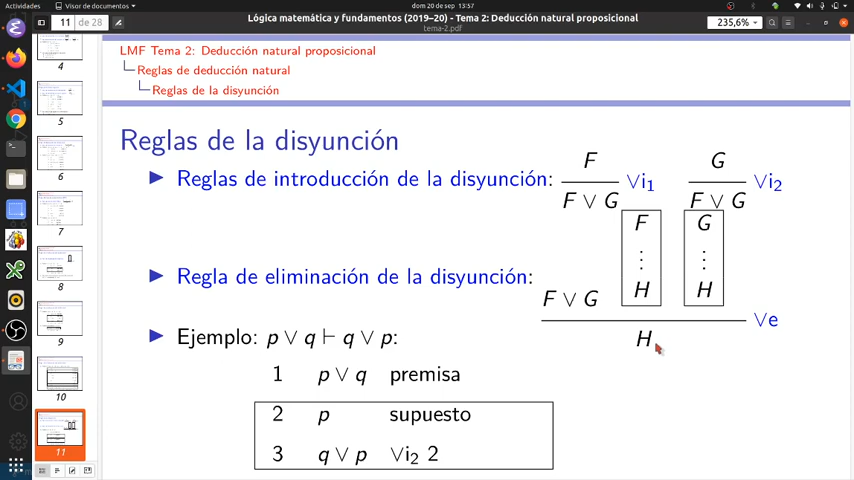 Actividades
Visor de documentos
dom 20 de sep 13:57
11 de 28
Lógica matemática y fundamentos (2019–20) - Tema 2: Deducción natural proposicional
tema-2.pdf
235,6%
LMF Tema 2: Deducción natural proposicional
Reglas de deducción natural
Reglas de la disyunción
4
5
6
7
8
9
10
11
Reglas de la disyunción
Reglas de introducción de la disyunción:
F
F ∨ G
∨i₁
G
F ∨ G
∨i₂
Regla de eliminación de la disyunción:
F ∨ G
F
⋮
H
G
⋮
H
∨e
H
Ejemplo: p ∨ q ⊢ q ∨ p:
1 p ∨ q premisa
2 p supuesto
3 q ∨ p ∨i₂ 2